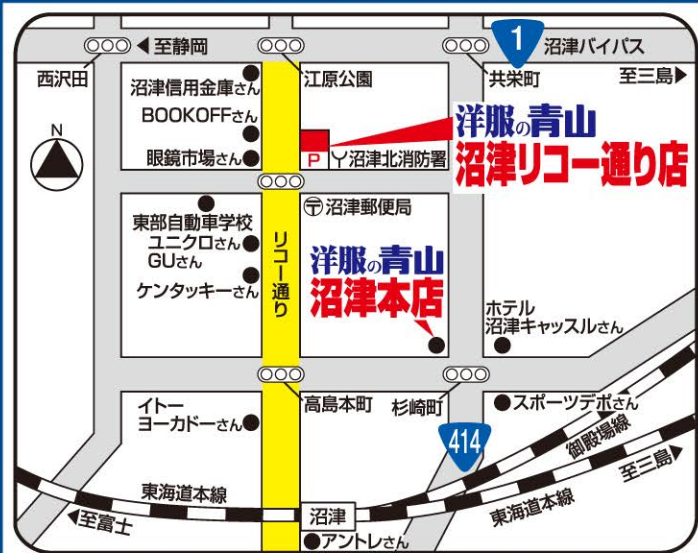 ◀至静岡
1
沼津バイパス
西沢田
江原公園
共栄町
至三島▶
沼津信用金庫さん
BOOKOFFさん
眼鏡市場さん
N
P
Y沼津北消防署
洋服の青山
沼津リコー通り店
〒沼津郵便局
東部自動車学校
ユニクロさん
GUさん
ケンタッキーさん
リコー通り
洋服の青山
沼津本店
ホテル
沼津キャッスルさん
イトー
ヨーカドーさん
高島本町
杉崎町
スポーツデポさん
414
御殿場線
至三島▶
東海道本線
東海道本線
◀至富士
沼津
アントレさん